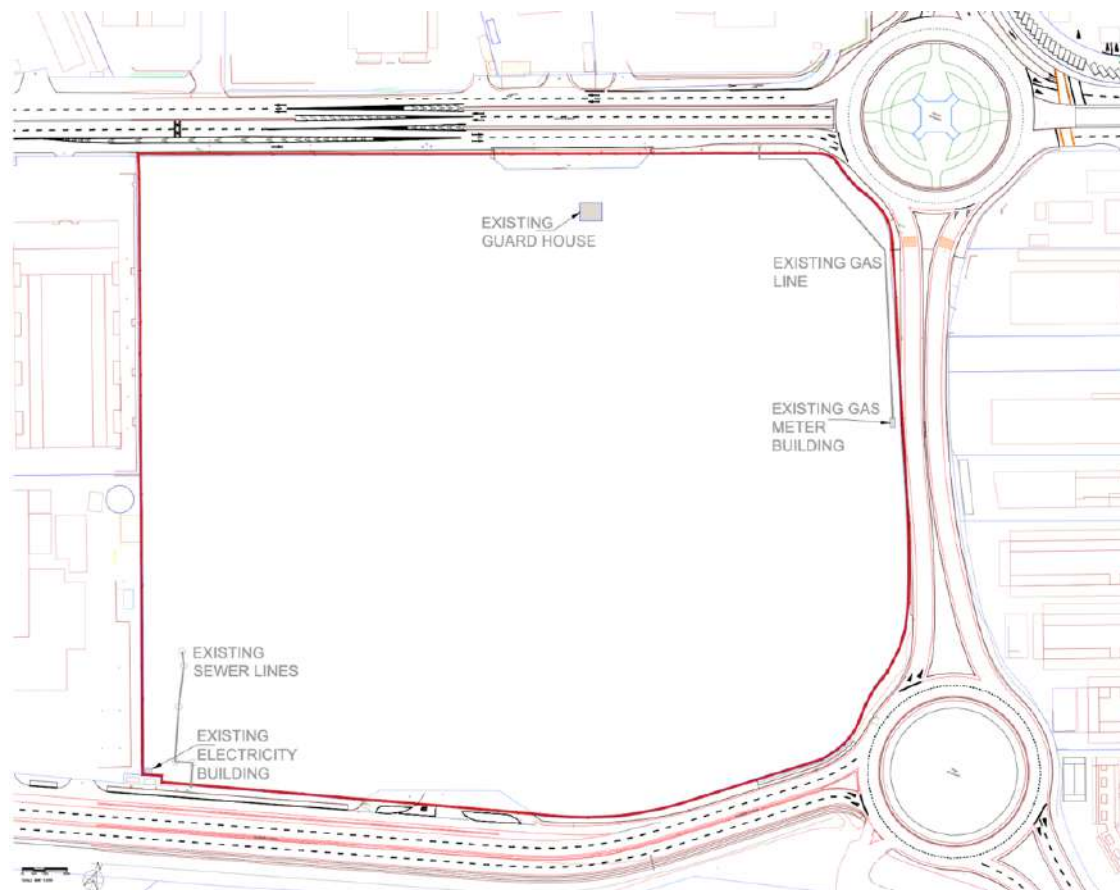 EXISTING
GUARD HOUSE
EXISTING GAS
LINE
EXISTING GAS
METER
BUILDING
EXISTING
SEWER LINES
EXISTING
ELECTRICITY
BUILDING